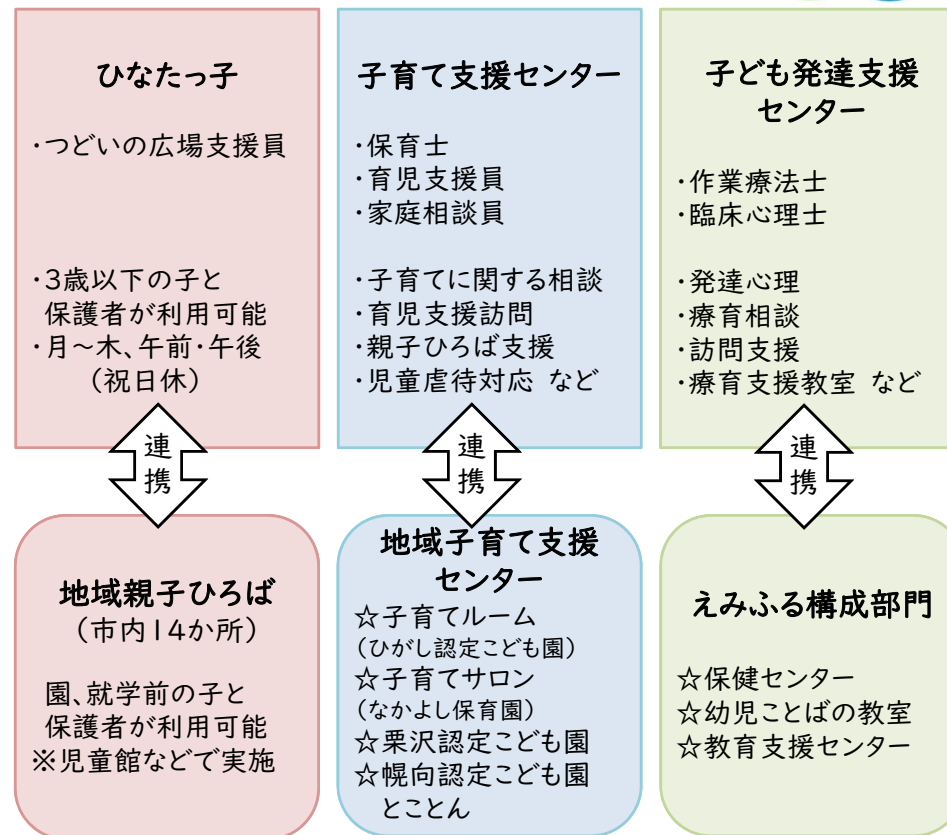 ひなたっ子
・つどいの広場支援員
・3歳以下の子と
保護者が利用可能
・月～木、午前・午後
(祝日休)
連
携
地域親子ひろば
(市内14か所)
園、就学前の子と
保護者が利用可能
※児童館などで実施
子育て支援センター
・保育士
・育児支援員
・家庭相談員
・子育てに関する相談
・育児支援訪問
・親子ひろば支援
・児童虐待対応 など
連
携
地域子育て支援
センター
☆子育てルーム
(ひがし認定こども園)
☆子育てサロン
(なかよし保育園)
☆栗沢認定こども園
☆幌向認定こども園
とことん
子ども発達支援
センター
・作業療法士
・臨床心理士
・発達心理
・療育相談
・訪問支援
・療育支援教室 など
連
携
えみふる構成部門
☆保健センター
☆幼児ことばの教室
☆教育支援センター